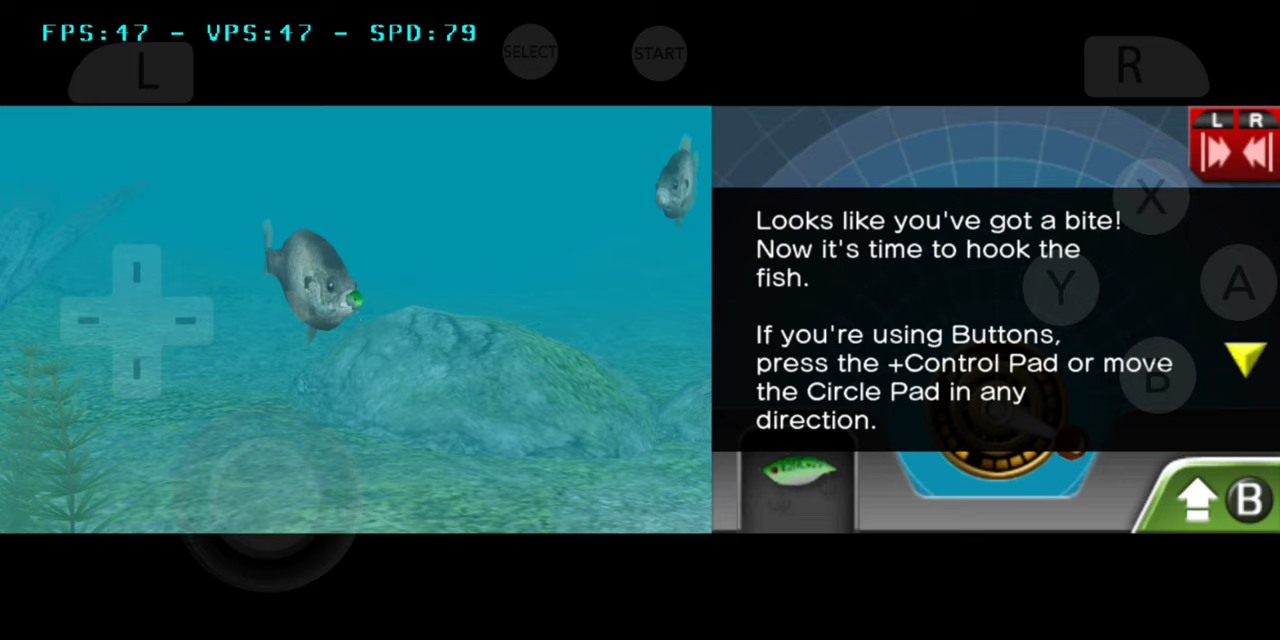 FPS:47 - VPS:47 - SPD:79
SELECT
START
L
R
L R
X
Looks like you've got a bite!
Now it's time to hook the
fish.
Y
A
If you're using Buttons,
press the +Control Pad or move
the Circle Pad in any
direction.
B
B